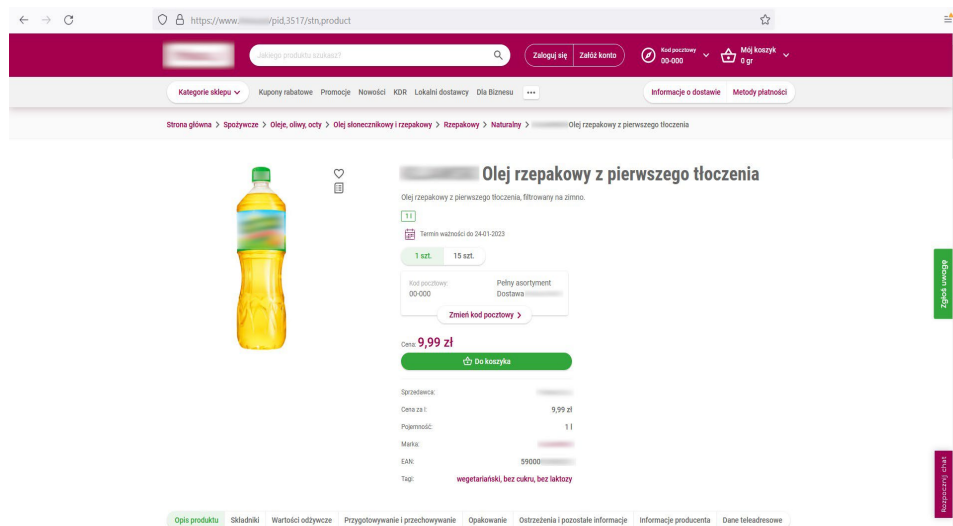 https://www. /pid,3517/stn,product
Jakiego produktu szukasz?
Zaloguj się
Załóż konto
Kod pocztowy
00-000
Mój koszyk
0 gr
Kategorie sklepu
Kupony rabatowe
Promocje
Nowości
KDR
Lokalni dostawcy
Dla Biznesu
Informacje o dostawie
Metody płatności
Strona główna > Spożywcze > Oleje, oliwy, octy > Olej słonecznikowy i rzepakowy > Rzepakowy > Naturalny > Olej rzepakowy z pierwszego tłoczenia
Olej rzepakowy z pierwszego tłoczenia
Olej rzepakowy z pierwszego tłoczenia, filtrowany na zimno.
1 l
Termin ważności do 24-01-2023
1 szt.
15 szt.
Kod pocztowy:
00-000
Pełny asortyment
Dostawa
Zmień kod pocztowy >
Cena: 9,99 zł
Do koszyka
Sprzedawca:
Cena za l: 9,99 zł
Pojemność: 1 l
Marka:
EAN: 59000
Tagi: wegetariański, bez cukru, bez laktozy
Zgłoś uwagę
Rozpocznij chat
Opis produktu
Składniki
Wartości odżywcze
Przygotowywanie i przechowywanie
Opakowanie
Ostrzeżenia i pozostałe informacje
Informacje producenta
Dane teleadresowe